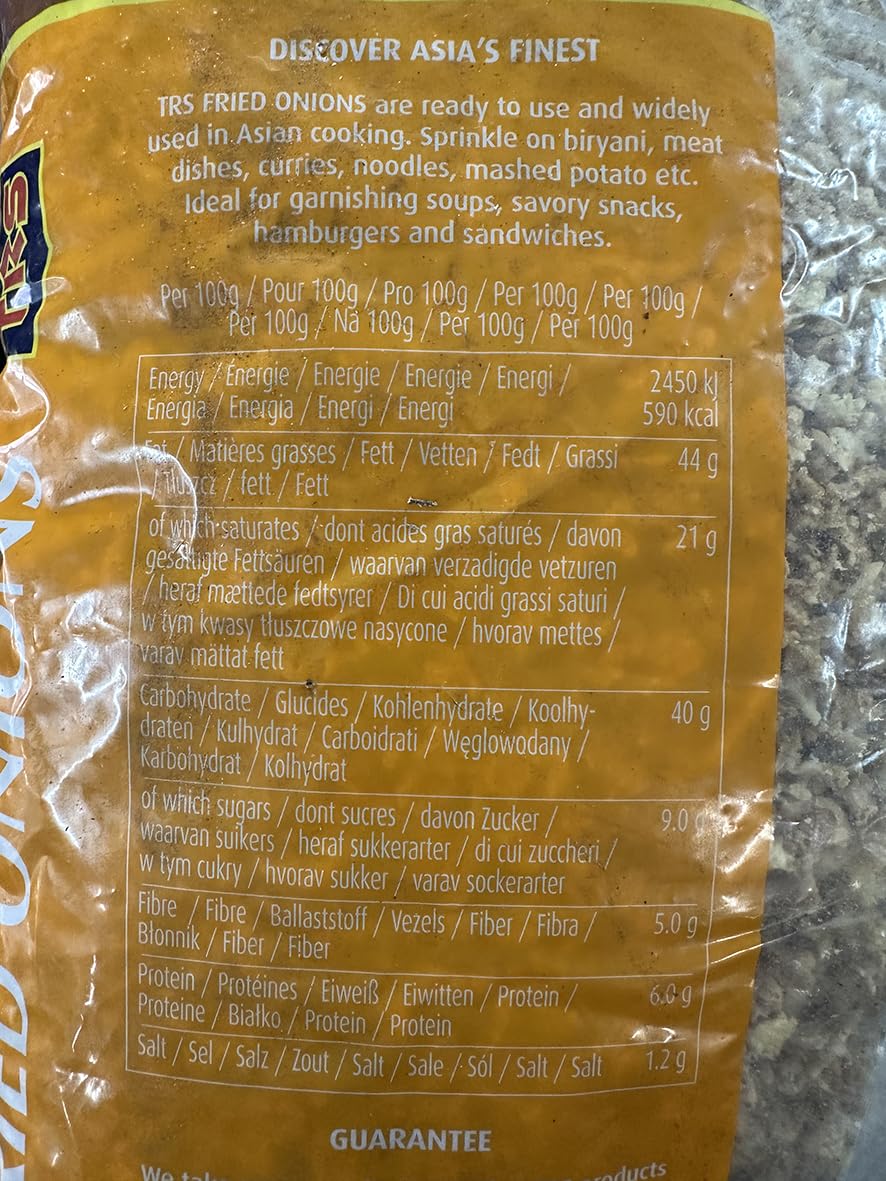 DISCOVER ASIA'S FINEST
TRS FRIED ONIONS are ready to use and widely
used in Asian cooking. Sprinkle on biryani, meat
dishes, curries, noodles, mashed potato etc.
Ideal for garnishing soups, savory snacks,
hamburgers and sandwiches.
Per 100g / Pour 100g / Pro 100g / Per 100g / Per 100g /
Per 100g / Na 100g / Per 100g / Per 100g
Energy / Énergie / Energie / Energie / Energi / 2450 kj
Energia / Energia / Energi / Energi 590 kcal
Fat / Matières grasses / Fett / Vetten / Fedt / Grassi 44 g
/ Tłuszcz / fett / Fett
of which saturates / dont acides gras saturés / davon 21 g
gesättigte Fettsäuren / waarvan verzadigde vetzuren
/ heraf mættede fedtsyrer / Di cui acidi grassi saturi /
w tym kwasy tłuszczowe nasycone / hvorav mettes /
varav mättat fett
Carbohydrate / Glucides / Kohlenhydrate / Koolhy- 40 g
draten / Kulhydrat / Carboidrati / Węglowodany /
Karbohydrat / Kolhydrat
of which sugars / dont sucres / davon Zucker / 9.0 g
waarvan suikers / heraf sukkerarter / di cui zuccheri /
w tym cukry / hvorav sukker / varav sockerarter
Fibre / Fibre / Ballaststoff / Vezels / Fiber / Fibra / 5.0 g
Błonnik / Fiber / Fiber
Protein / Protéines / Eiweiß / Eiwitten / Protein / 6.0 g
Proteine / Białko / Protein / Protein
Salt / Sel / Salz / Zout / Salt / Sale / Sól / Salt / Salt 1.2 g
GUARANTEE
We
TRS
ONIONS